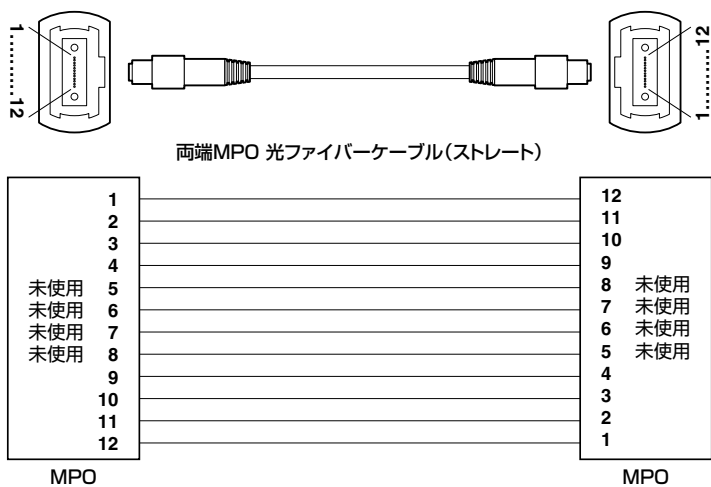 1 ......... 12
12 ......... 1
両端MPO 光ファイバーケーブル（ストレート）
1 12
2 11
3 10
4 9
未使用 5 8 未使用
未使用 6 7 未使用
未使用 7 6 未使用
未使用 8 5 未使用
9 4
10 3
11 2
12 1
MPO MPO